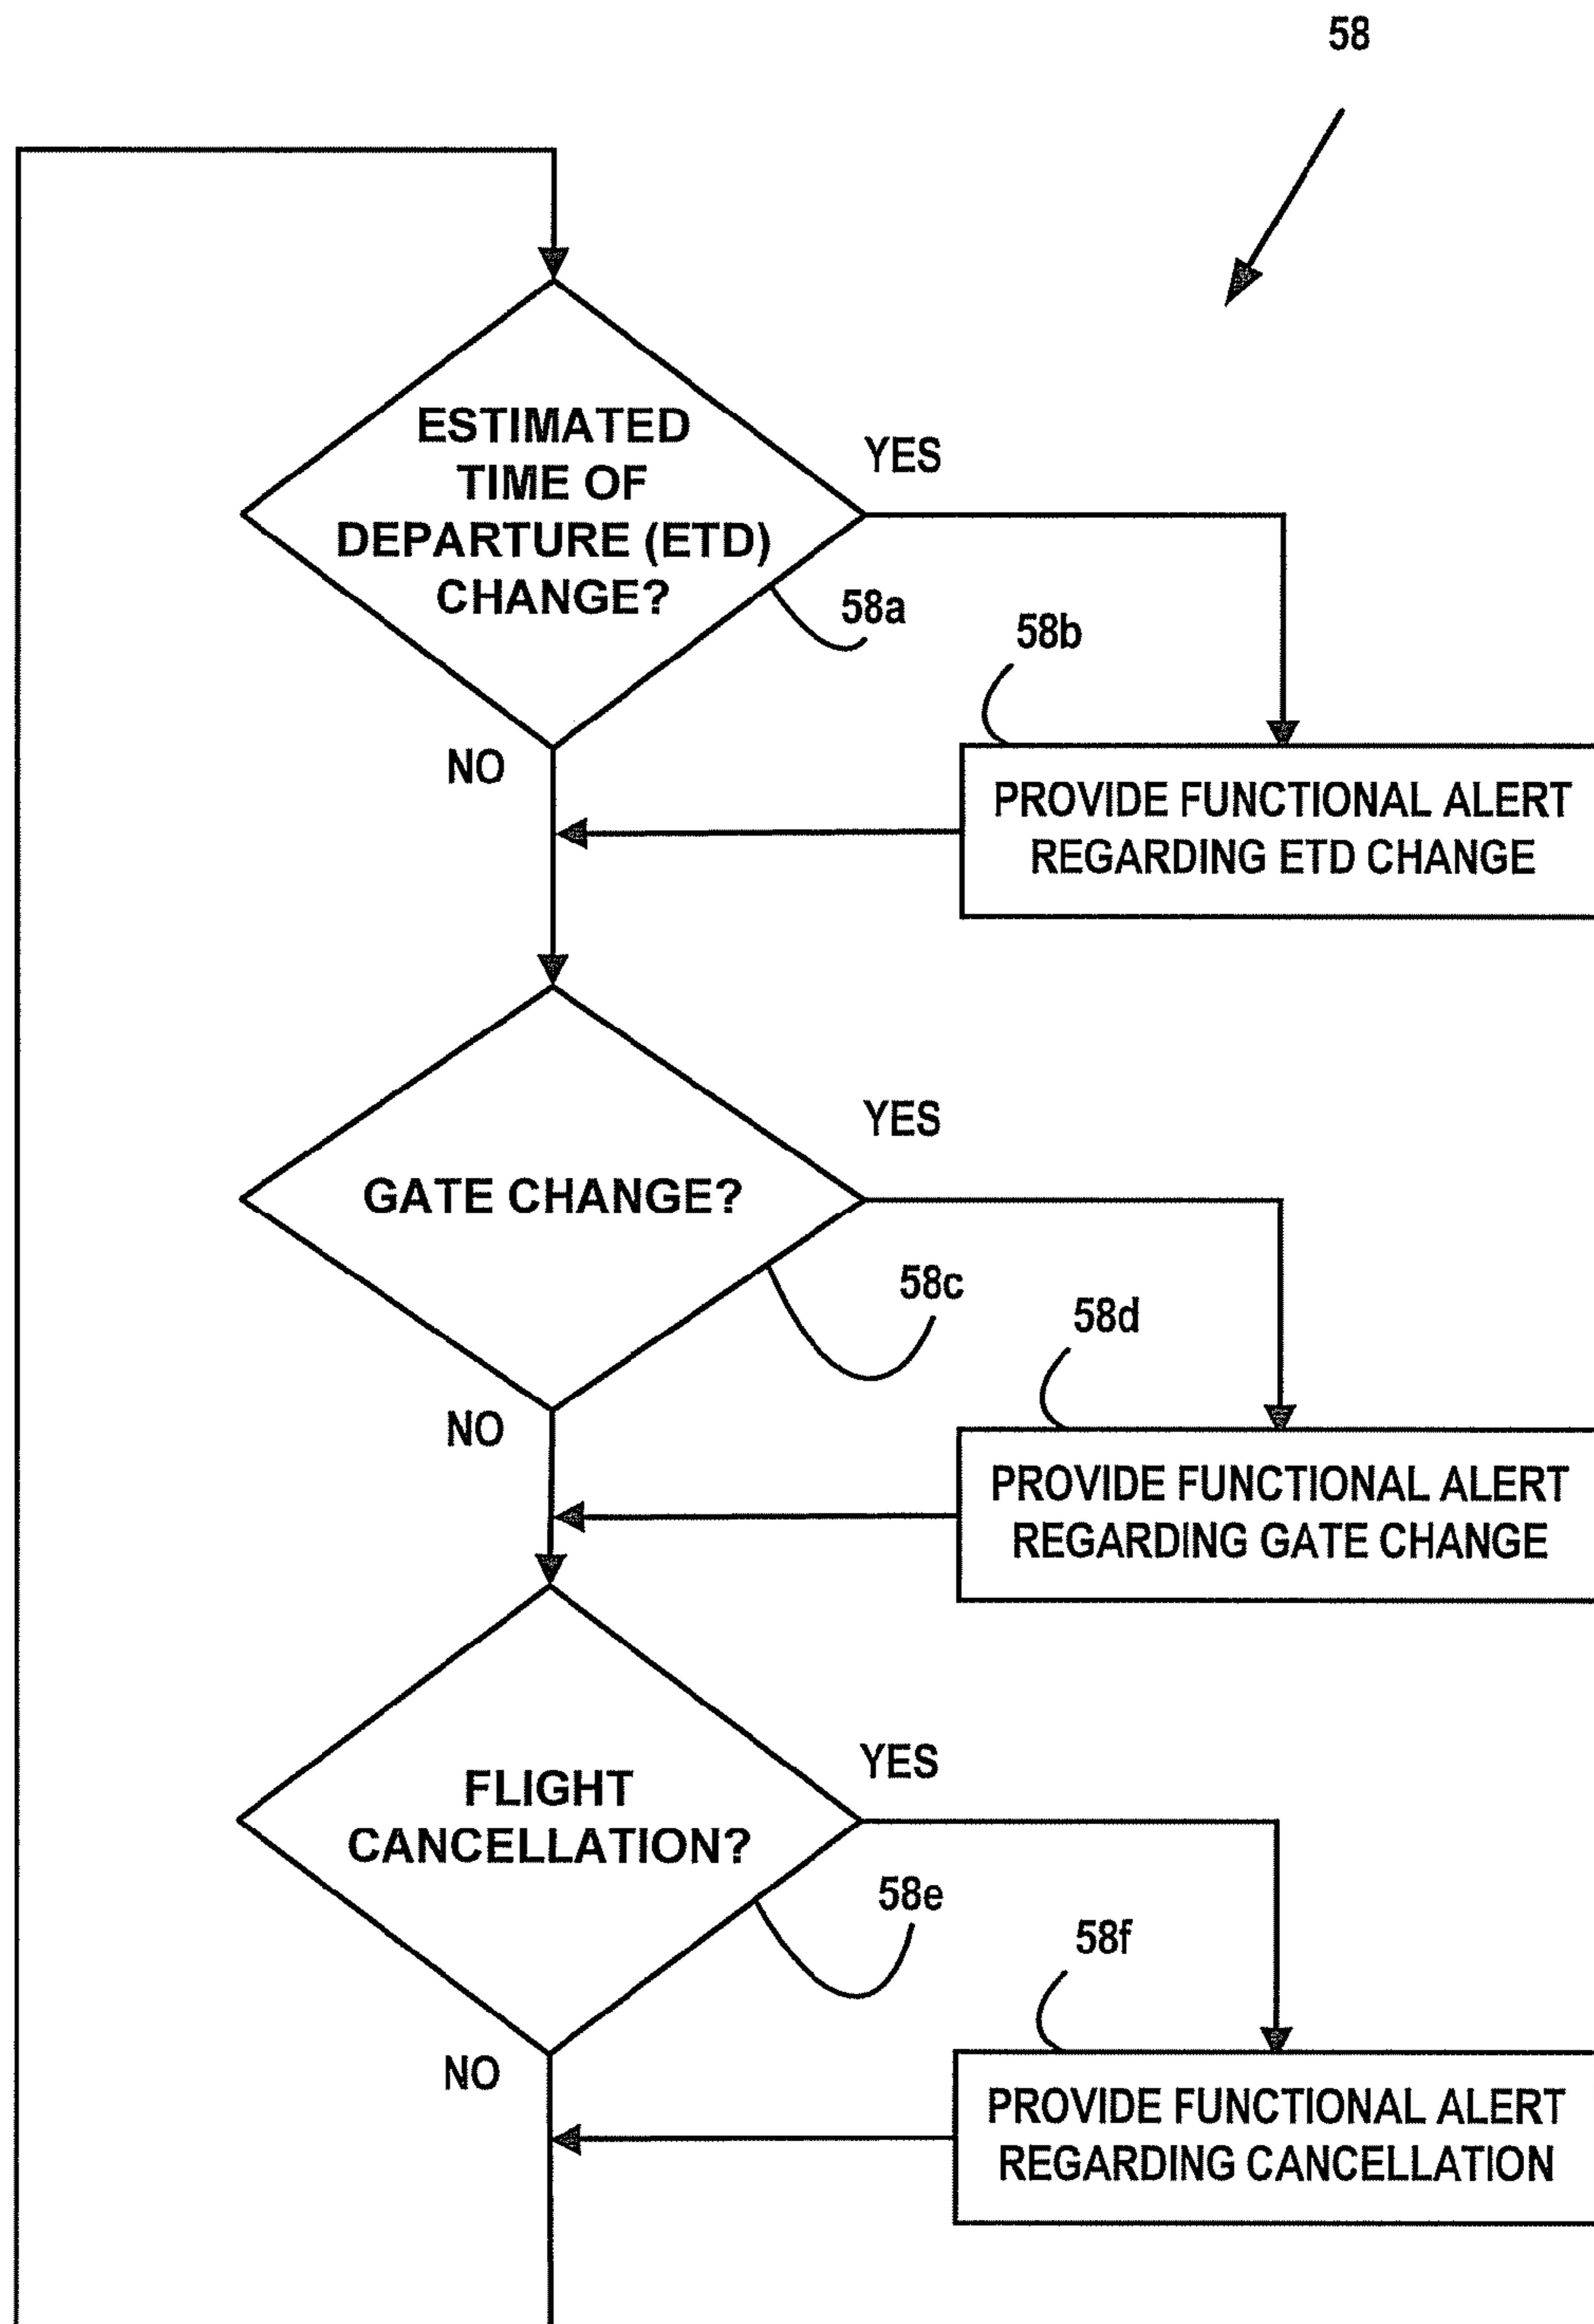 58
ESTIMATED
TIME OF
DEPARTURE (ETD)
CHANGE?
YES
58a
58b
NO
PROVIDE FUNCTIONAL ALERT
REGARDING ETD CHANGE
GATE CHANGE?
YES
58c
58d
NO
PROVIDE FUNCTIONAL ALERT
REGARDING GATE CHANGE
FLIGHT
CANCELLATION?
YES
58e
58f
NO
PROVIDE FUNCTIONAL ALERT
REGARDING CANCELLATION